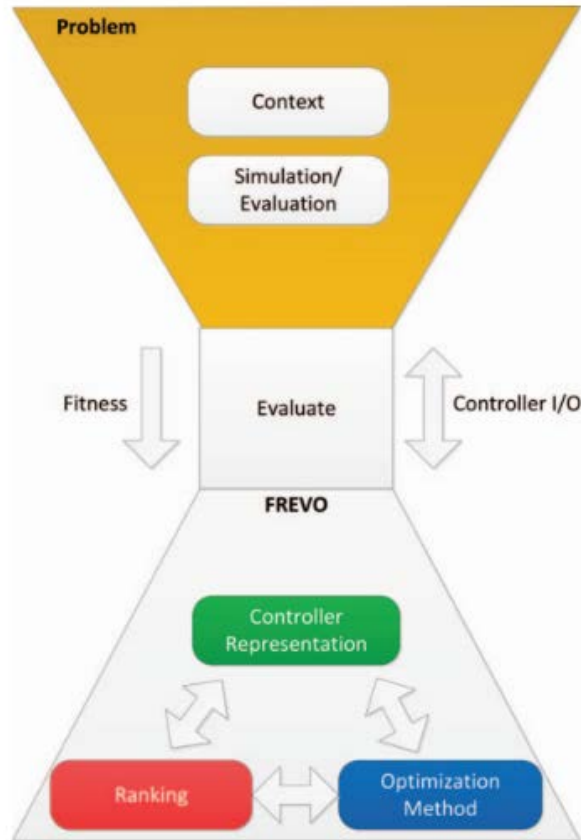 Problem
Context
Simulation/
Evaluation
Fitness
Evaluate
Controller I/O
FREVO
Controller
Representation
Ranking
Optimization
Method